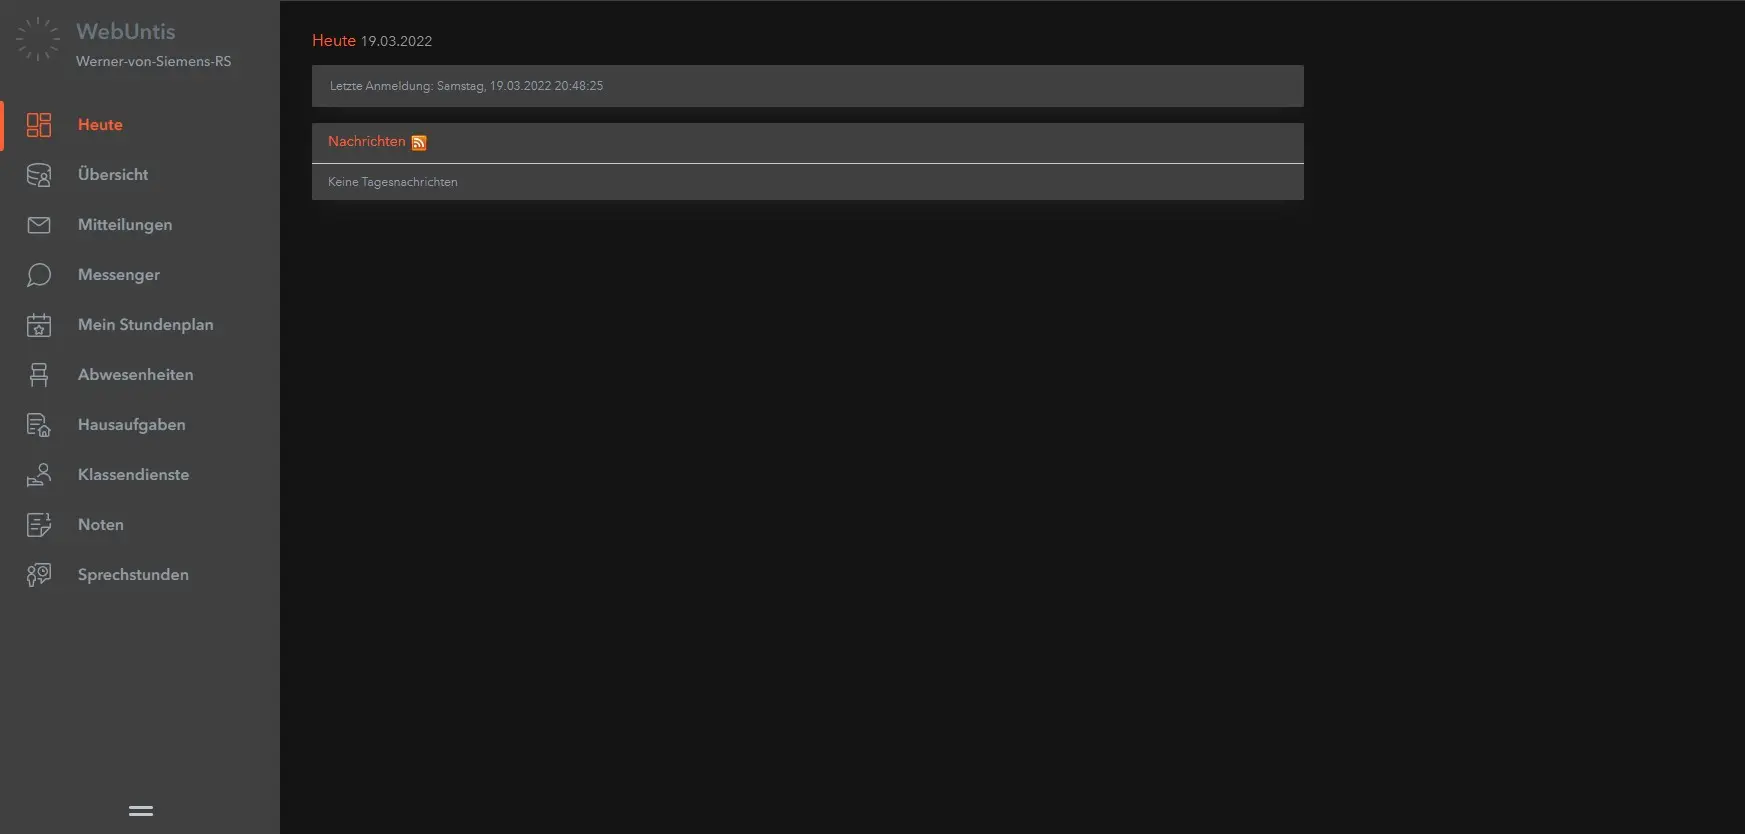 WebUntis
Werner-von-Siemens-RS
Heute
Übersicht
Mitteilungen
Messenger
Mein Stundenplan
Abwesenheiten
Hausaufgaben
Klassendienste
Noten
Sprechstunden
Heute 19.03.2022
Letzte Anmeldung: Samstag, 19.03.2022 20:48:25
Nachrichten
Keine Tagesnachrichten